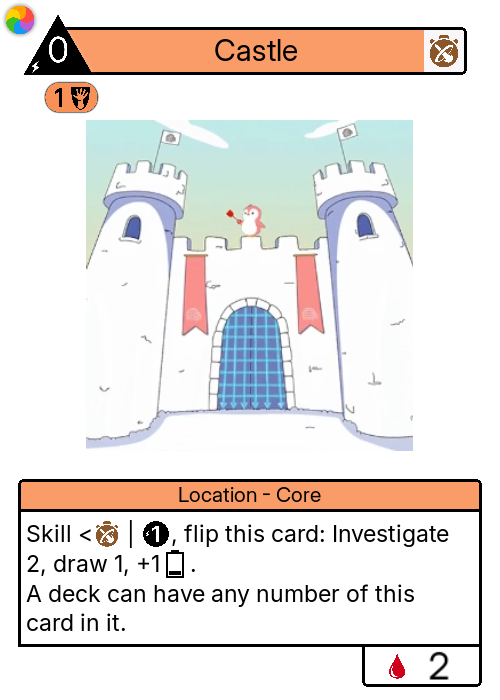 0
Castle
1
Location - Core
Skill < | 1, flip this card: Investigate
2, draw 1, +1 .
A deck can have any number of this
card in it.
2